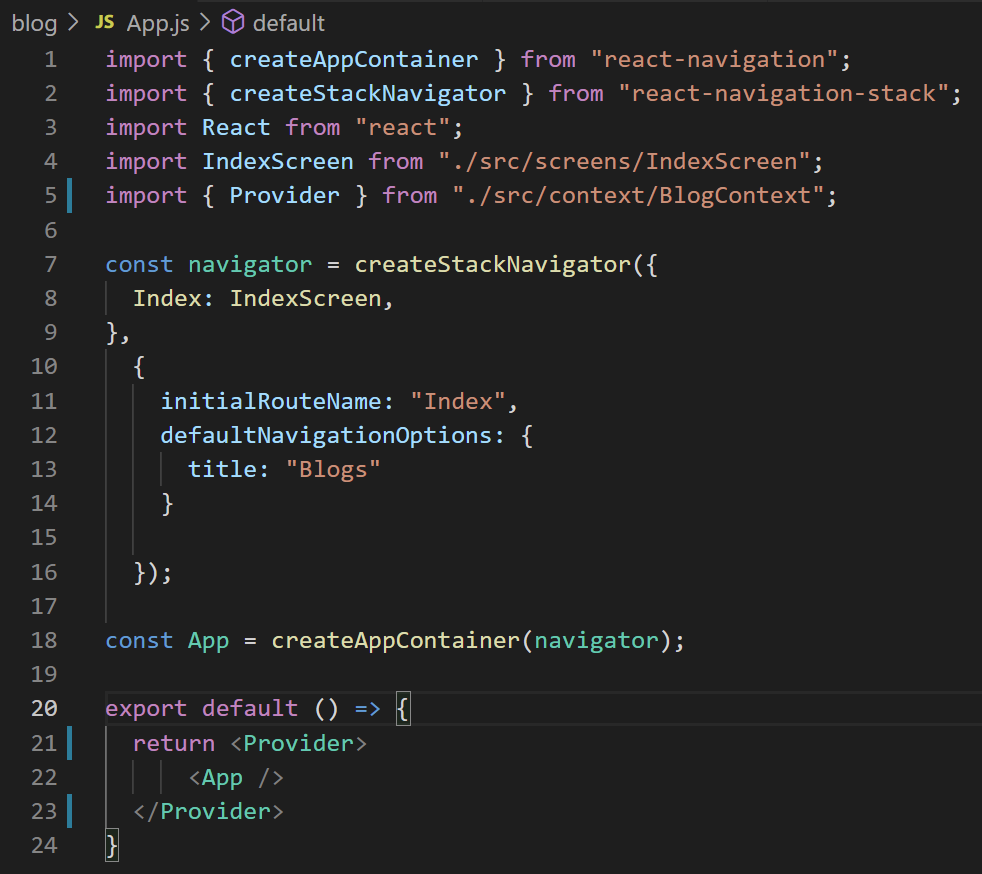 blog > JS App.js > default
1 import { createAppContainer } from "react-navigation";
2 import { createStackNavigator } from "react-navigation-stack";
3 import React from "react";
4 import IndexScreen from "./src/screens/IndexScreen";
5 import { Provider } from "./src/context/BlogContext";
6
7 const navigator = createStackNavigator({
8   Index: IndexScreen,
9 },
10   {
11     initialRouteName: "Index",
12     defaultNavigationOptions: {
13       title: "Blogs"
14     }
15
16   });
17
18 const App = createAppContainer(navigator);
19
20 export default () => {
21   return <Provider>
22       <App />
23   </Provider>
24 }